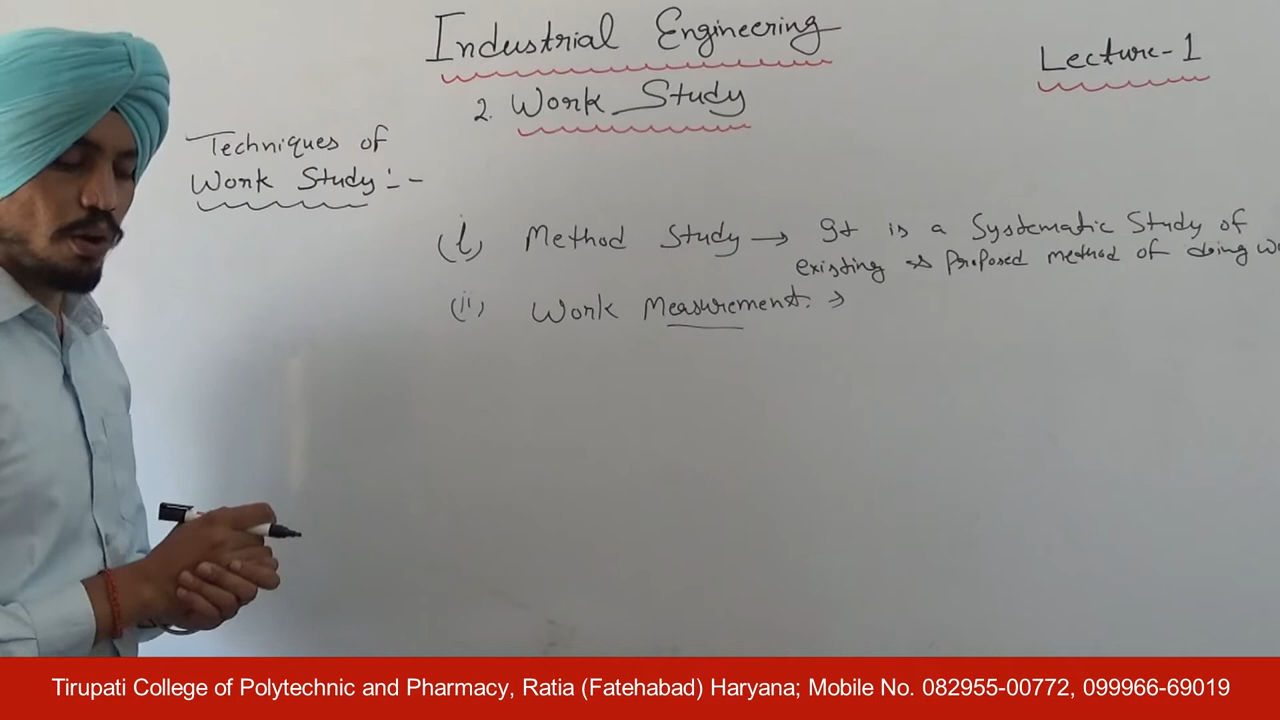 Industrial Engineering
Lecture-1
2. Work Study
Techniques of
Work Study :-
(i) Method Study → It is a Systematic Study of
existing & Proposed method of doing
(ii) Work Measurement. →
Tirupati College of Polytechnic and Pharmacy, Ratia (Fatehabad) Haryana; Mobile No. 082955-00772, 099966-69019